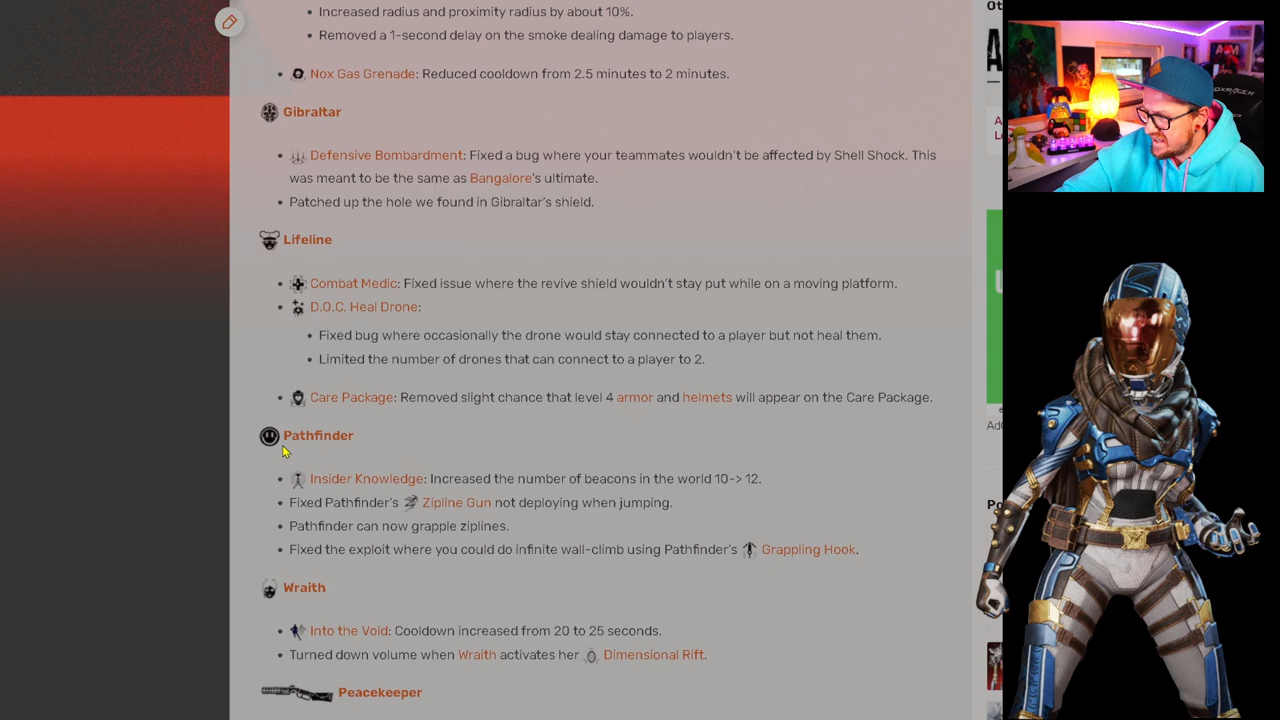 Increased radius and proximity radius by about 10%.
Removed a 1-second delay on the smoke dealing damage to players.
Nox Gas Grenade: Reduced cooldown from 2.5 minutes to 2 minutes.
Gibraltar
Defensive Bombardment: Fixed a bug where your teammates wouldn't be affected by Shell Shock. This
was meant to be the same as Bangalore's ultimate.
Patched up the hole we found in Gibraltar's shield.
Lifeline
Combat Medic: Fixed issue where the revive shield wouldn't stay put while on a moving platform.
D.O.C. Heal Drone:
Fixed bug where occasionally the drone would stay connected to a player but not heal them.
Limited the number of drones that can connect to a player to 2.
Care Package: Removed slight chance that level 4 armor and helmets will appear on the Care Package.
Pathfinder
Insider Knowledge: Increased the number of beacons in the world 10-> 12.
Fixed Pathfinder's Zipline Gun not deploying when jumping.
Pathfinder can now grapple ziplines.
Fixed the exploit where you could do infinite wall-climb using Pathfinder's Grappling Hook.
Wraith
Into the Void: Cooldown increased from 20 to 25 seconds.
Turned down volume when Wraith activates her Dimensional Rift.
Peacekeeper